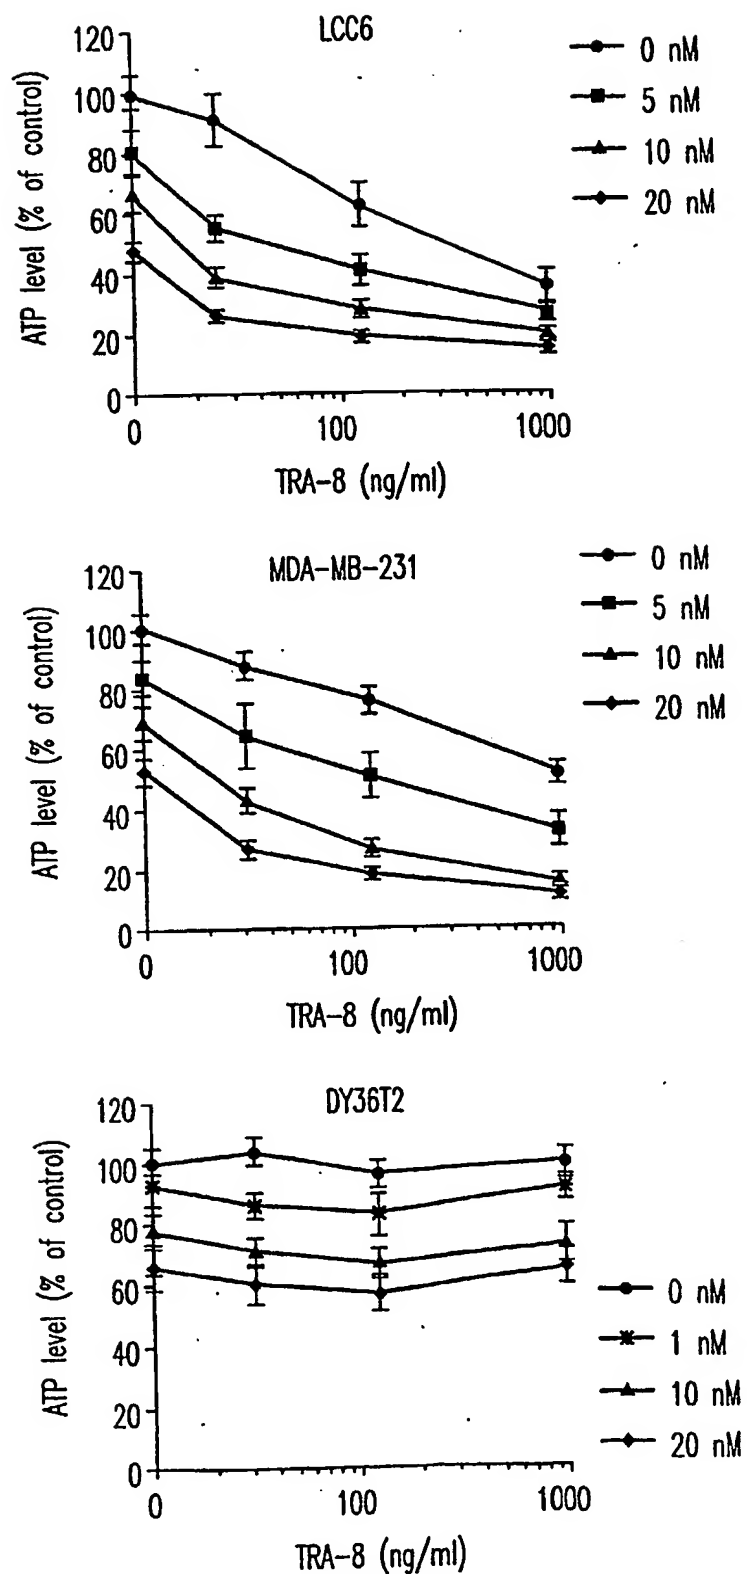 LCC6
120
100
80
60
40
20
0
ATP level (% of control)
0 100 1000
TRA-8 (ng/ml)
0 nM
5 nM
10 nM
20 nM
MDA-MB-231
120
100
80
60
40
20
0
ATP level (% of control)
0 100 1000
TRA-8 (ng/ml)
0 nM
5 nM
10 nM
20 nM
DY36T2
120
100
80
60
40
20
0
ATP level (% of control)
0 100 1000
TRA-8 (ng/ml)
0 nM
1 nM
10 nM
20 nM